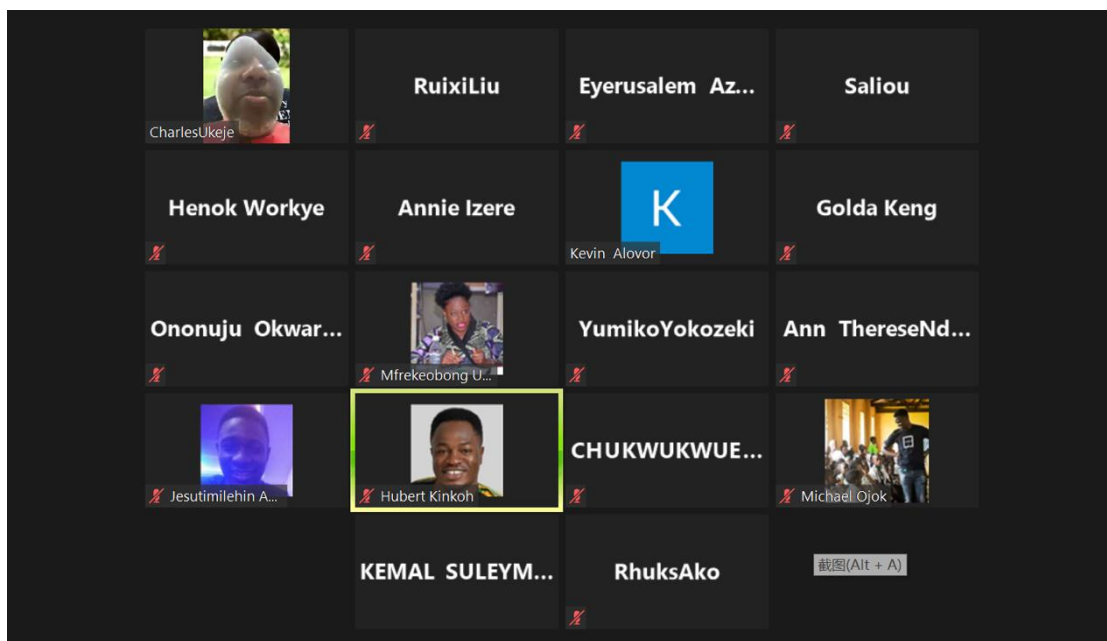 CharlesUkeje
RuixiLiu
Eyerusalem Az...
Saliou
Henok Workye
Annie Izere
K
Kevin Alovor
Golda Keng
Ononuju Okwar...
Mfrekeobong U...
YumikoYokozeki
Ann ThereseNd...
Jesutimilehin A...
Hubert Kinkoh
CHUKWUKWUE...
Michael Ojok
KEMAL SULEYM...
RhuksAko
截图(Alt + A)